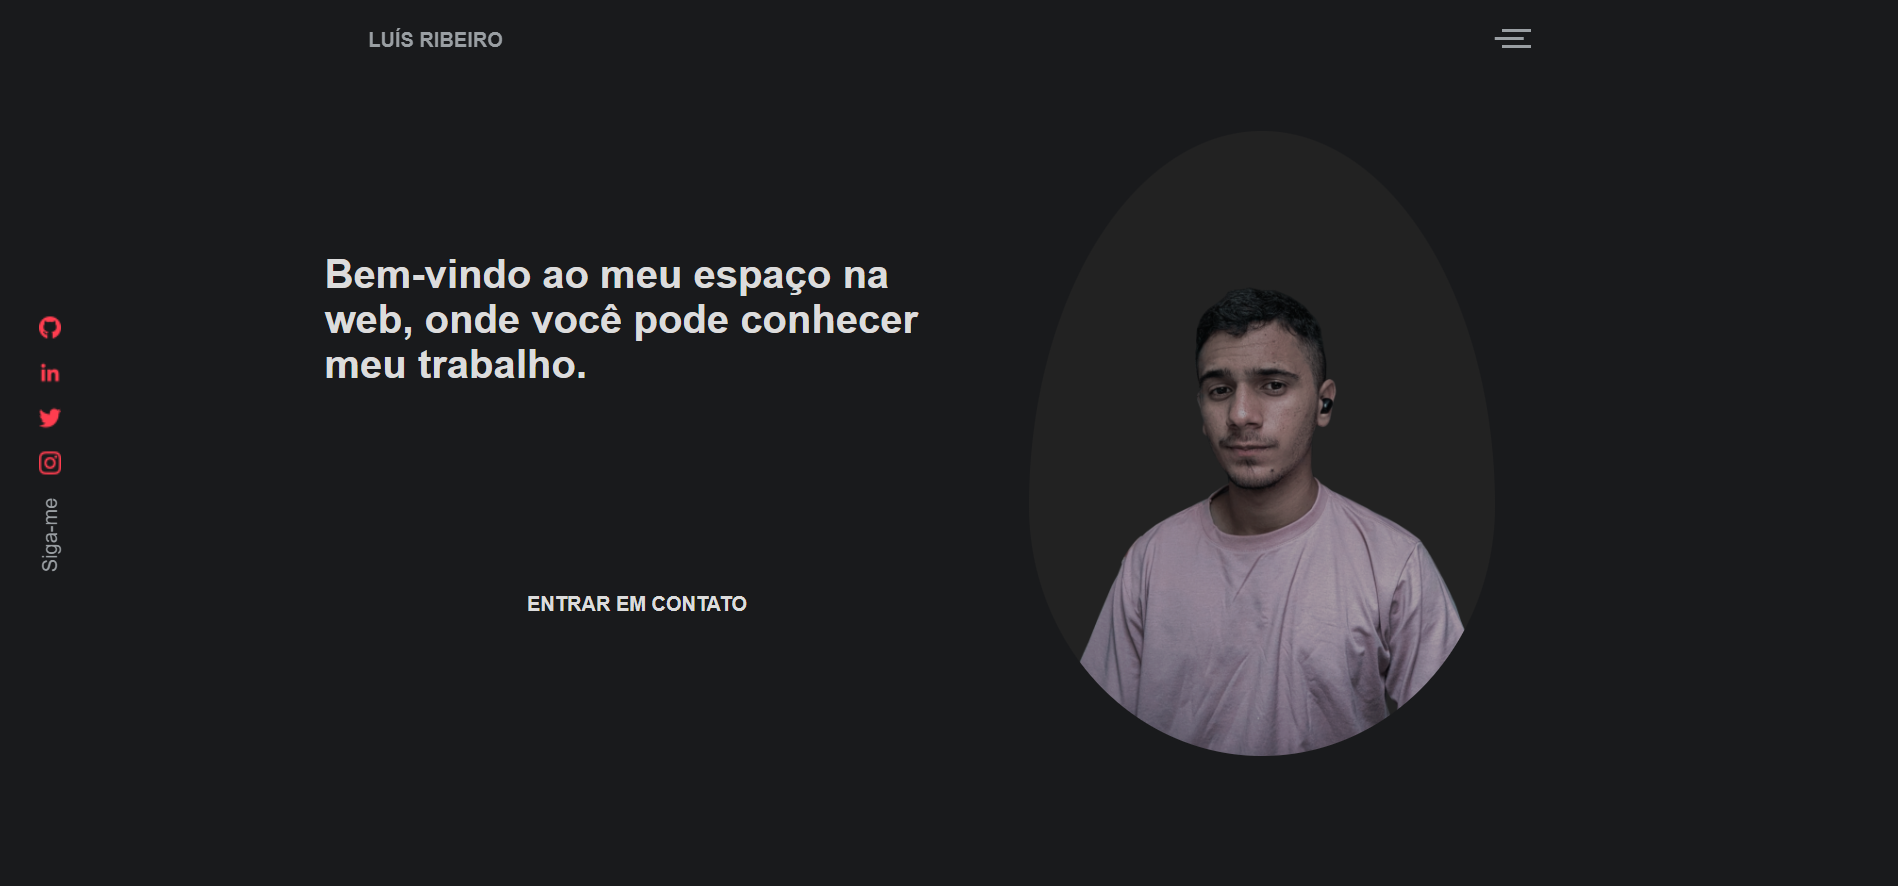 LUÍS RIBEIRO
Bem-vindo ao meu espaço na
web, onde você pode conhecer
meu trabalho.
in
Siga-me
ENTRAR EM CONTATO